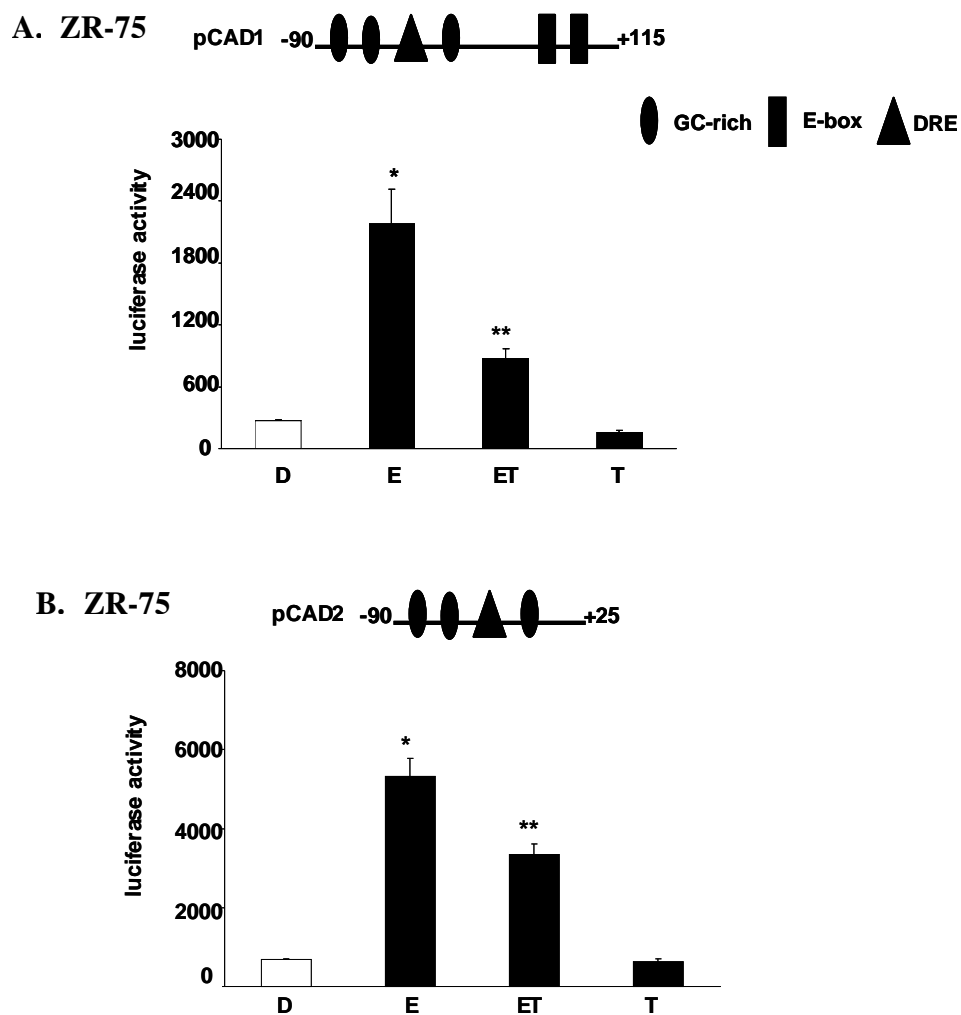 A. ZR-75
pCAD1 -90 +115
GC-rich E-box DRE
luciferase activity
3000
2400
1800
1200
600
0
*
**
D E ET T
B. ZR-75
pCAD2 -90 +25
luciferase activity
8000
6000
4000
2000
0
*
**
D E ET T